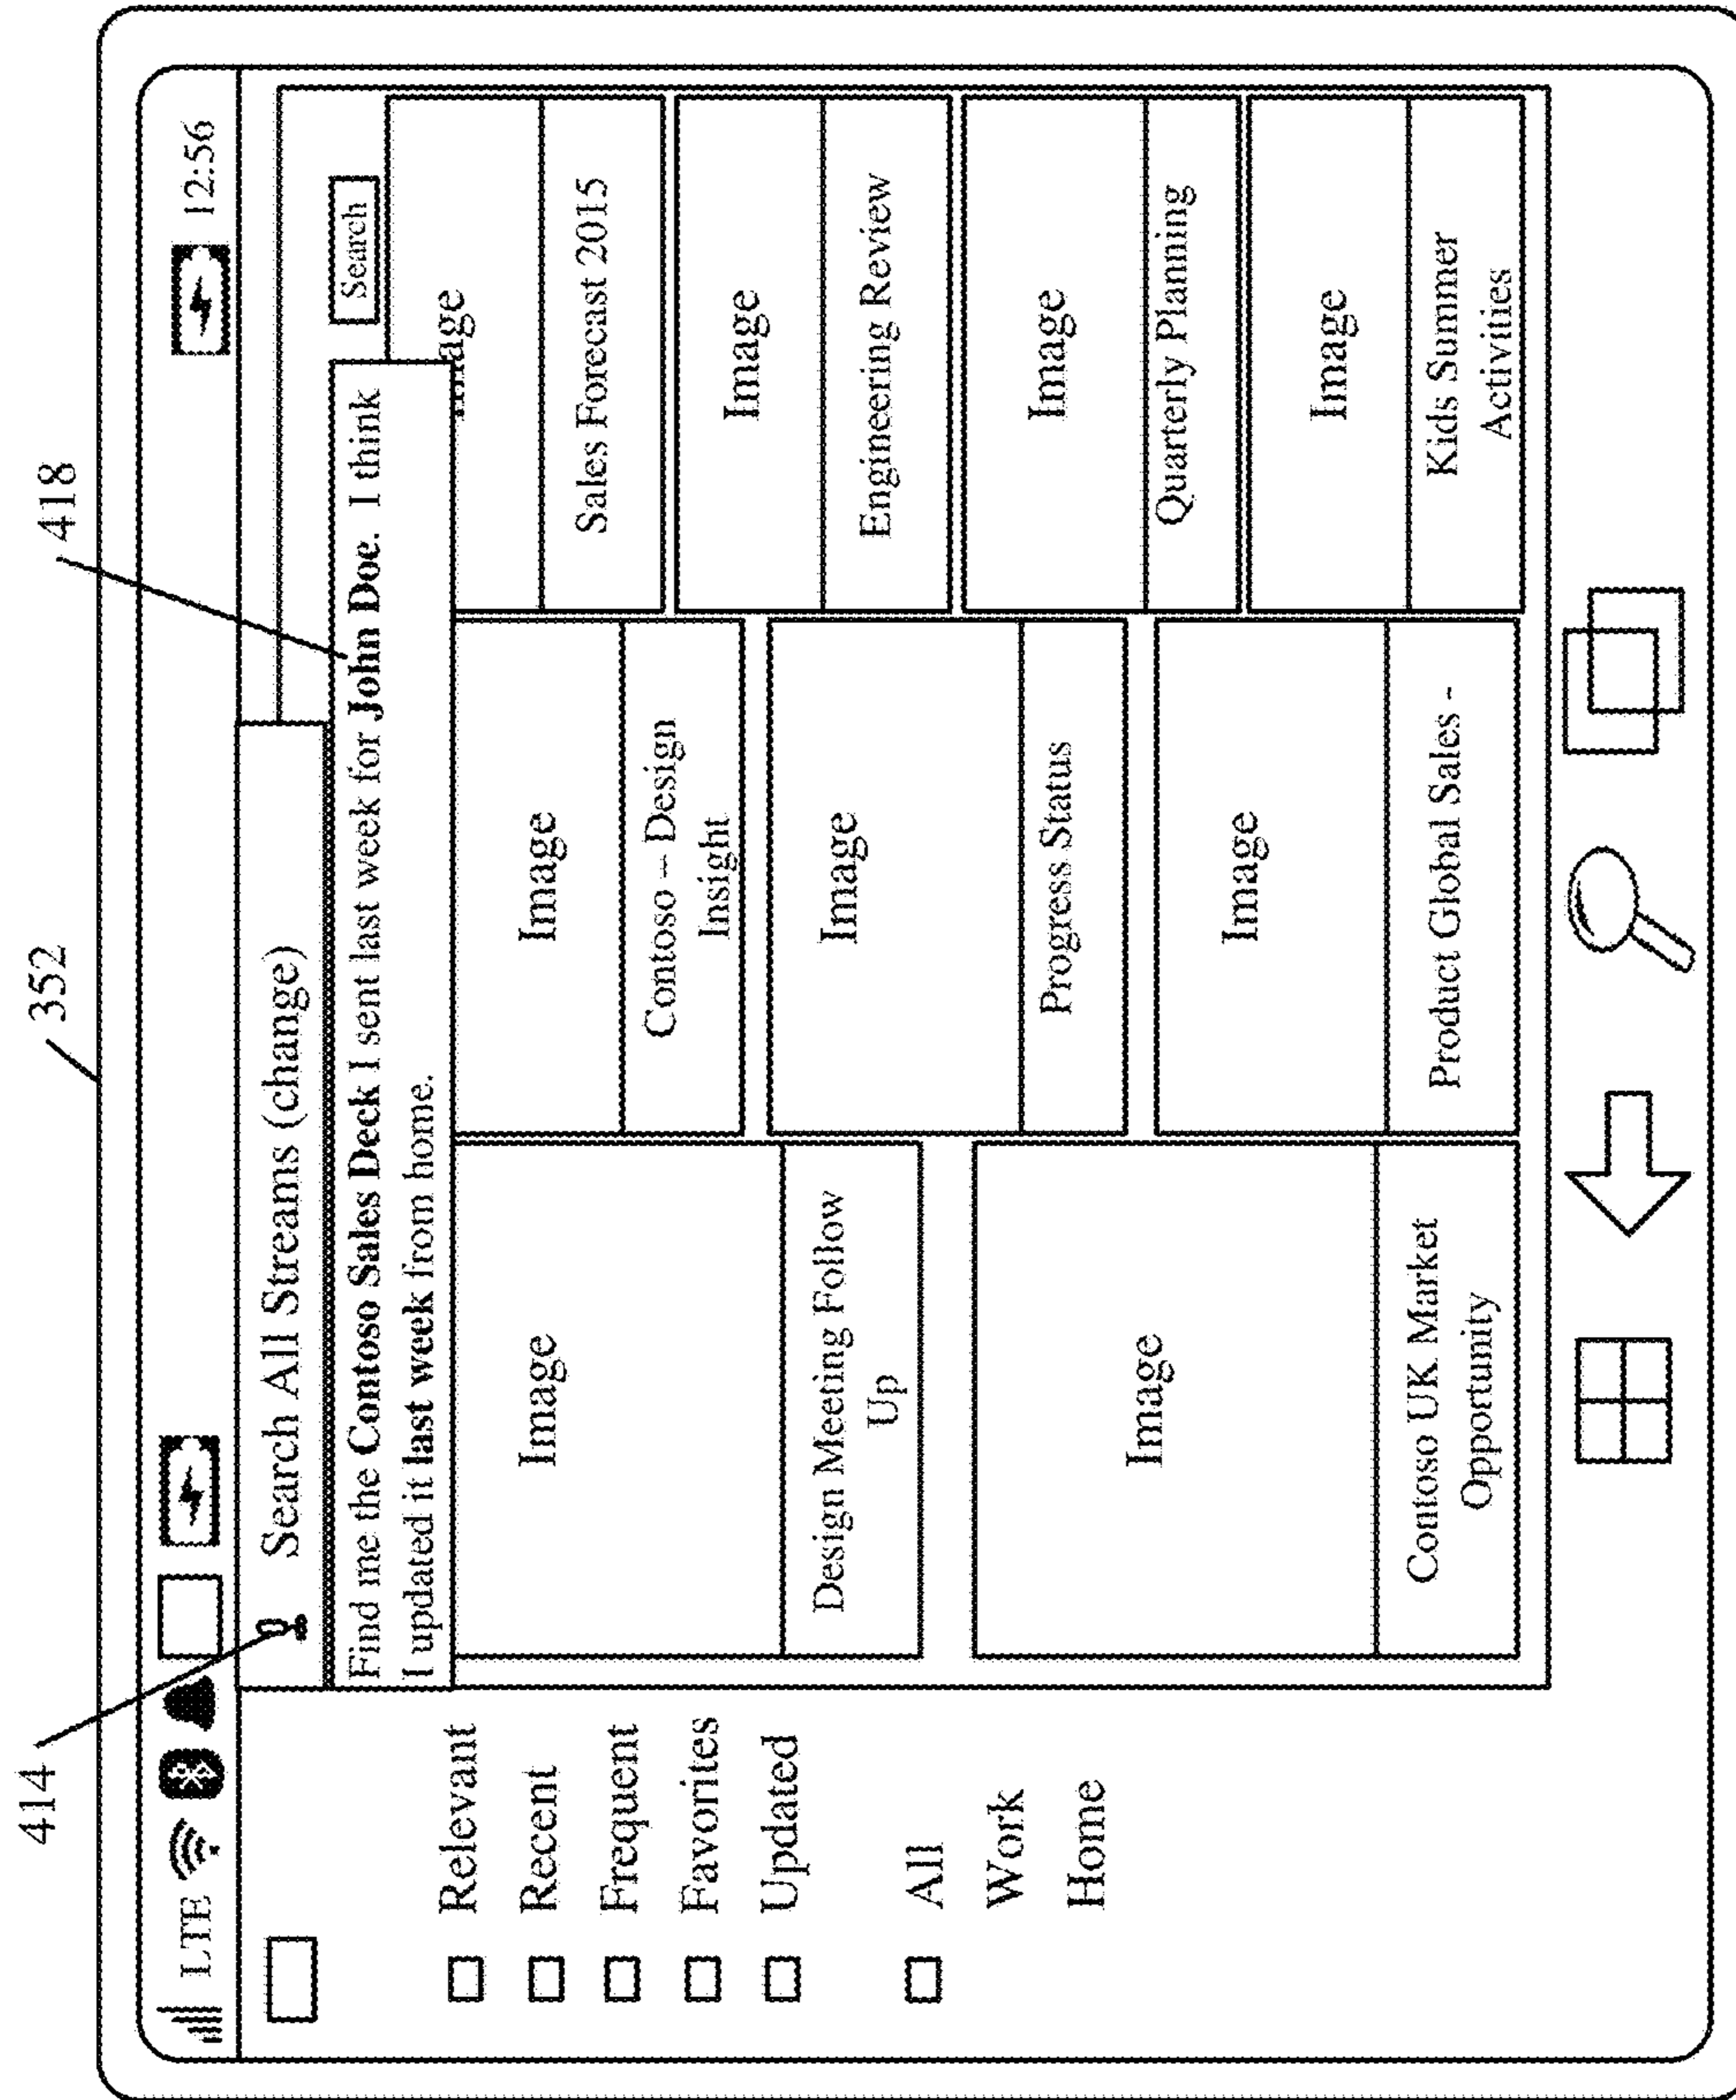 352
414
418
LTE
12:56
Search All Streams (change)
Search
Find me the Contoso Sales Deck I sent last week for John Doe. I think
I updated it last week from home.
Relevant
Recent
Frequent
Favorites
Updated
All
Work
Home
Image
Design Meeting Follow
Up
Image
Contoso UK Market
Opportunity
Image
Contoso – Design
Insight
Image
Progress Status
Image
Product Global Sales -
Image
Sales Forecast 2015
Image
Engineering Review
Image
Quarterly Planning
Image
Kids Summer
Activities